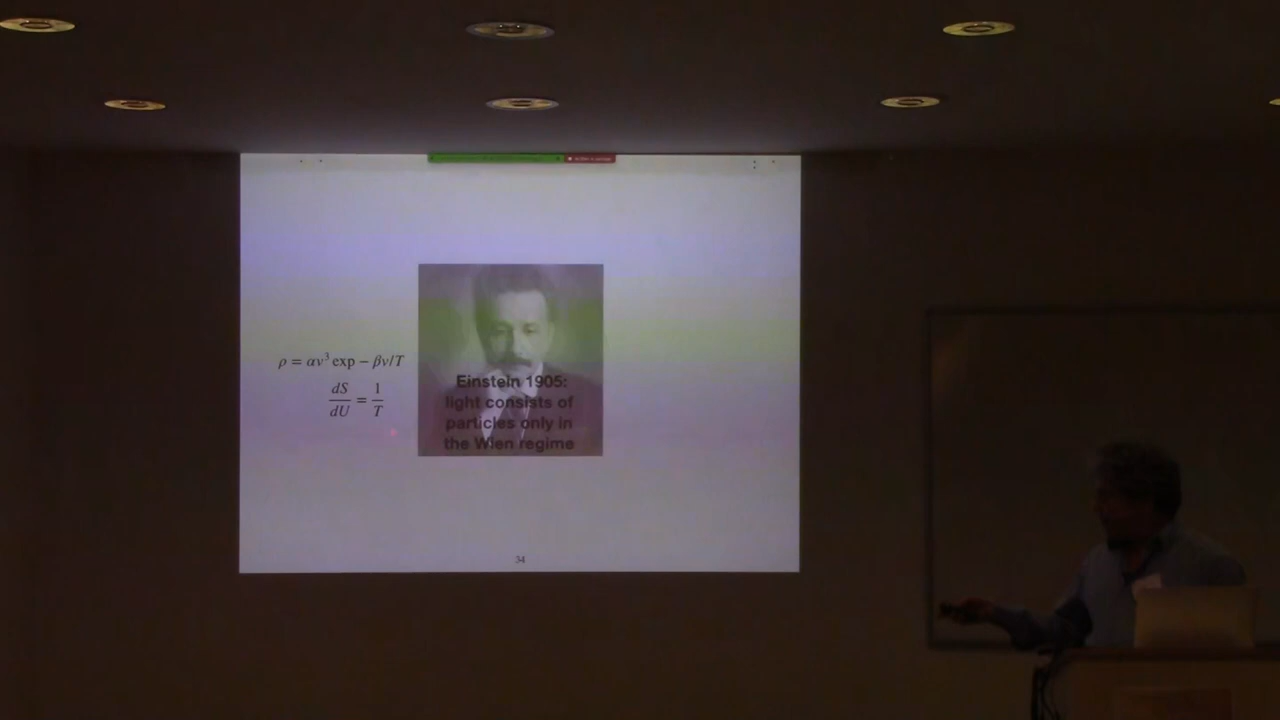 ρ = αν³ exp − βν/T
dS/dU = 1/T
Einstein 1905:
light consists of
particles only in
the Wien regime
34